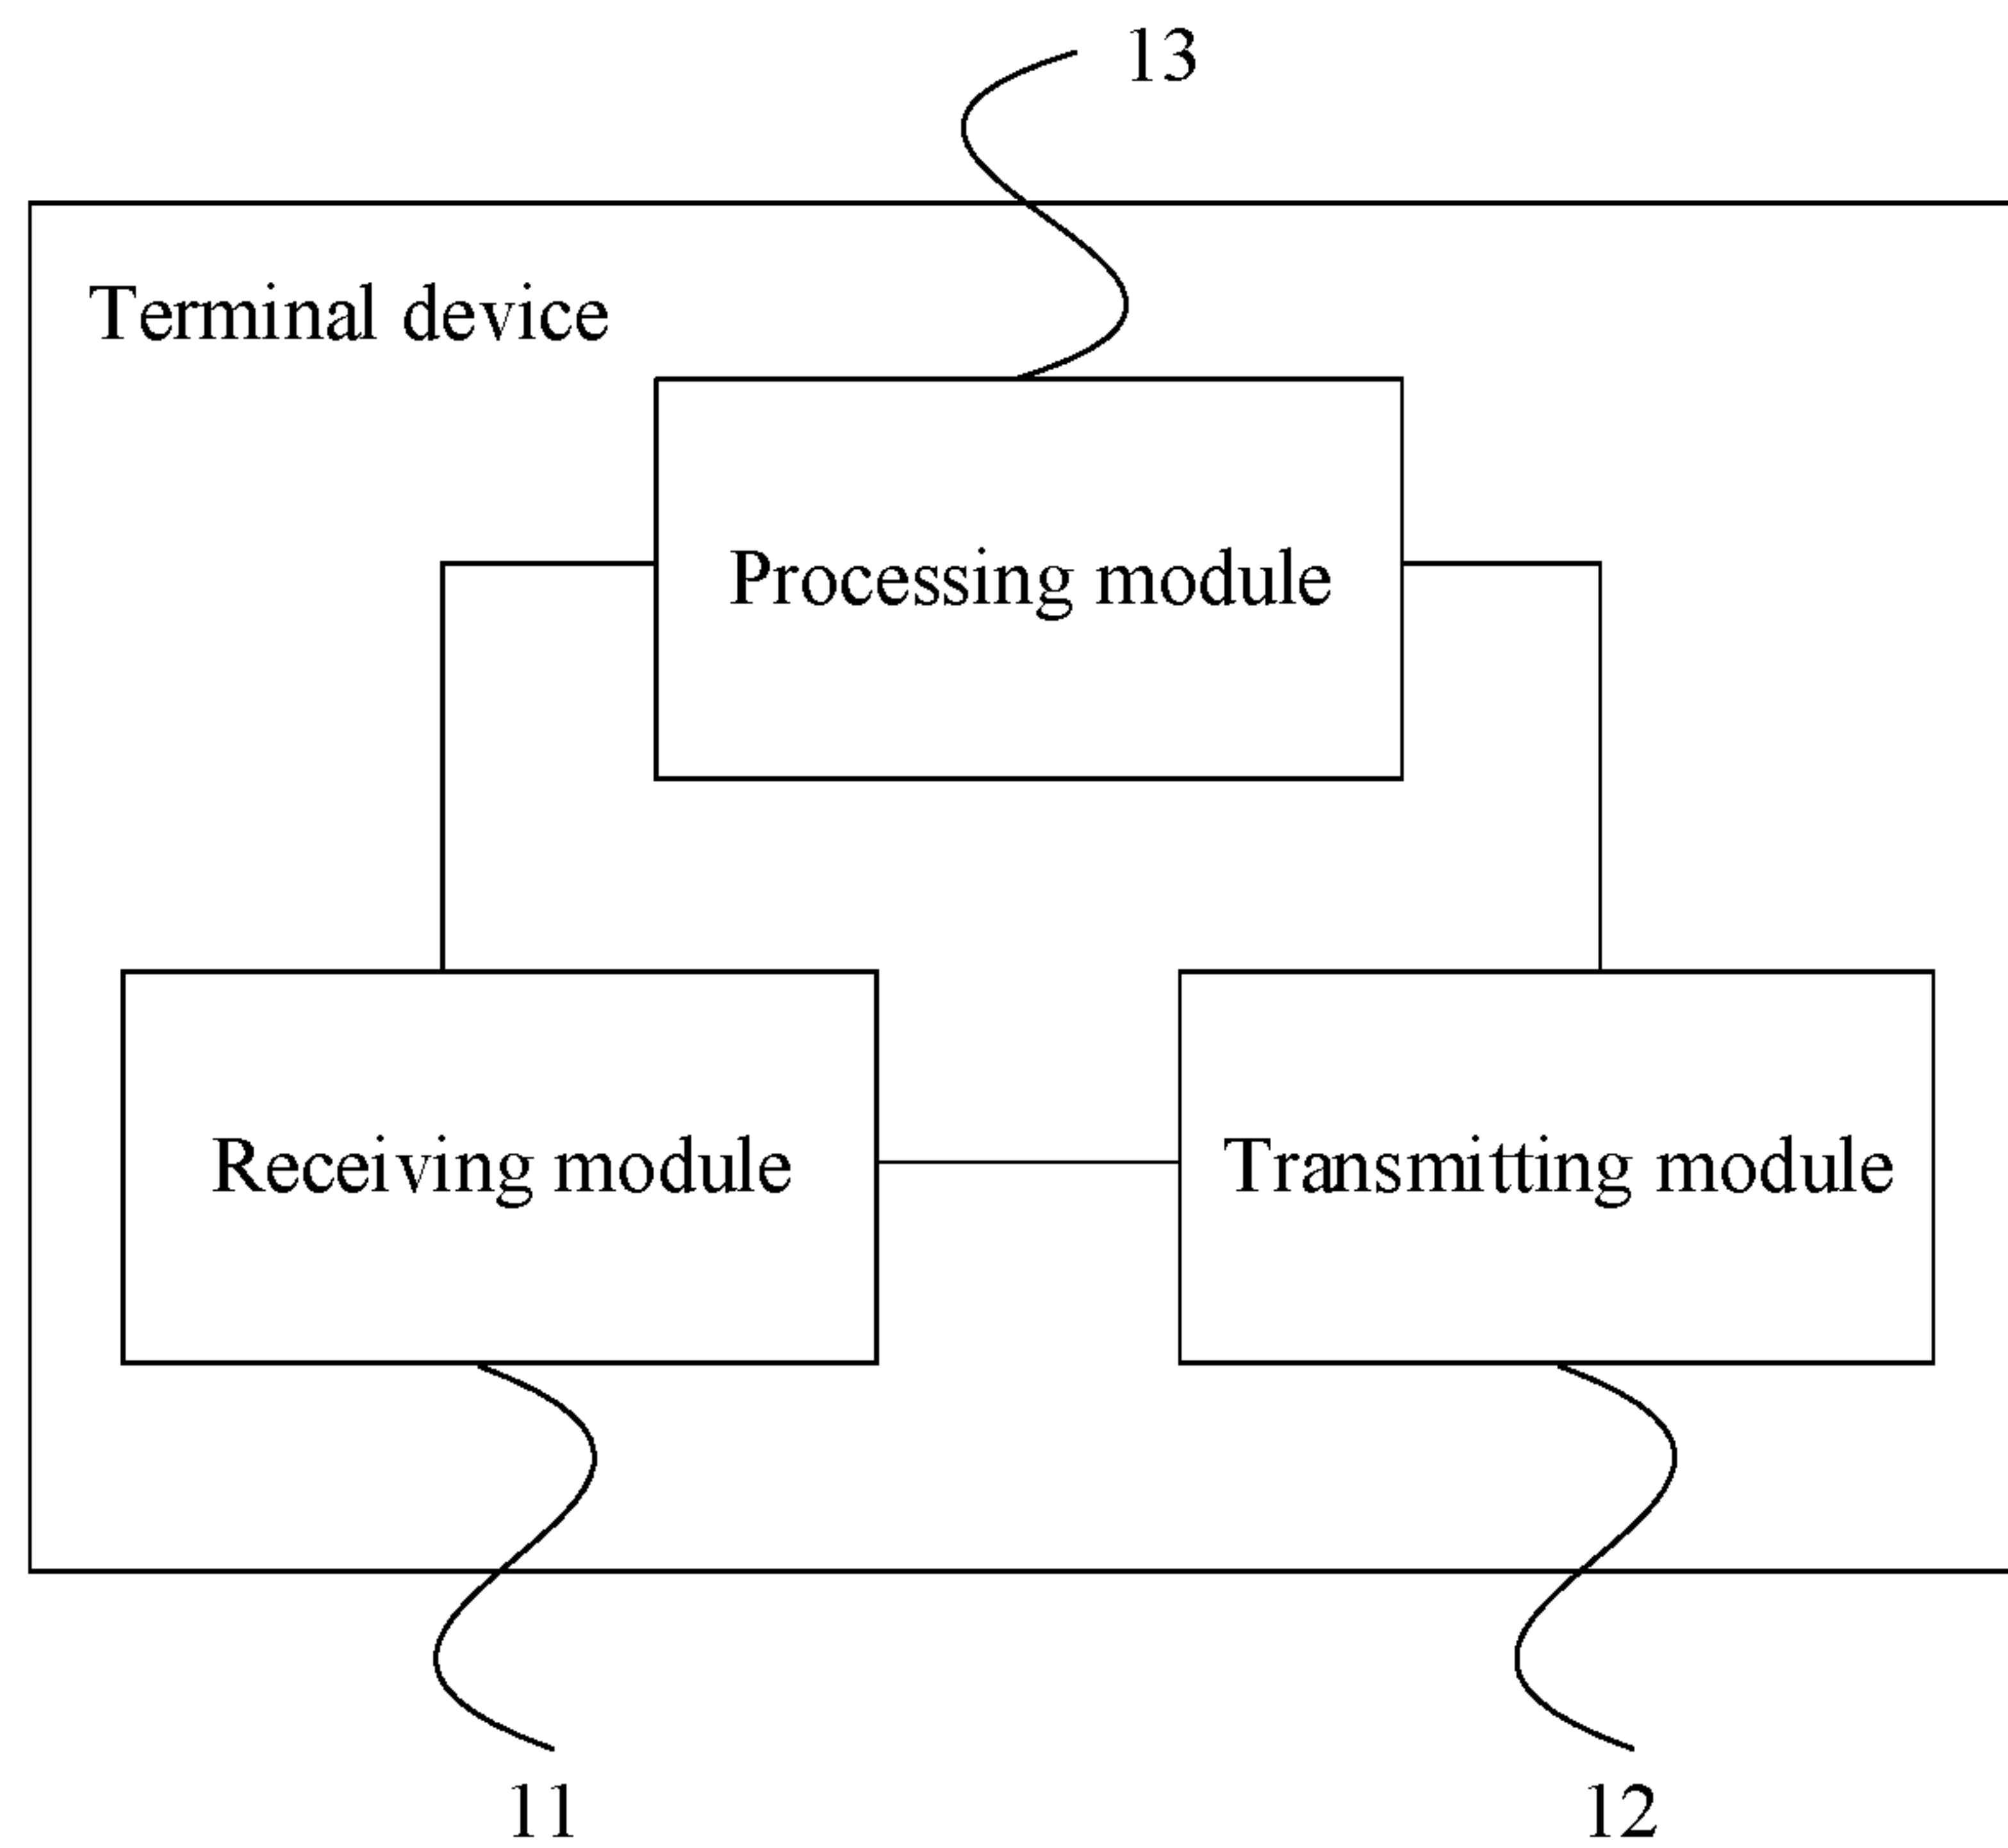 13
Terminal device
Processing module
Receiving module
Transmitting module
11
12